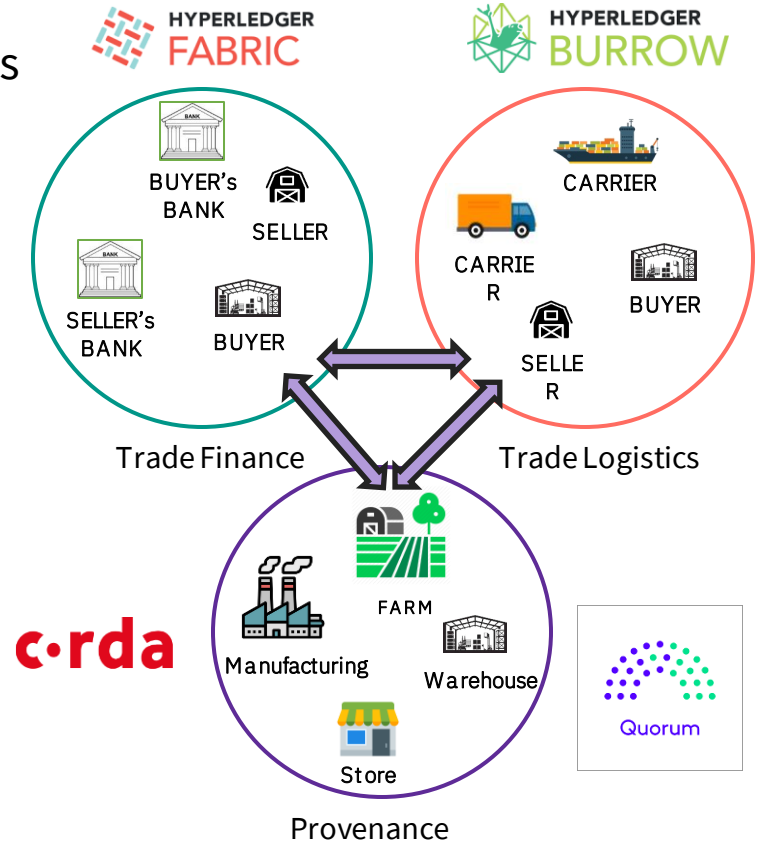 s
HYPERLEDGER
FABRIC
HYPERLEDGER
BURROW
BANK
BUYER's
BANK
SELLER
BANK
SELLER's
BANK
BUYER
CARRIER
CARRIE
R
BUYER
SELLE
R
Trade Finance
Trade Logistics
FARM
Manufacturing
Warehouse
Store
Provenance
c·rda
Quorum